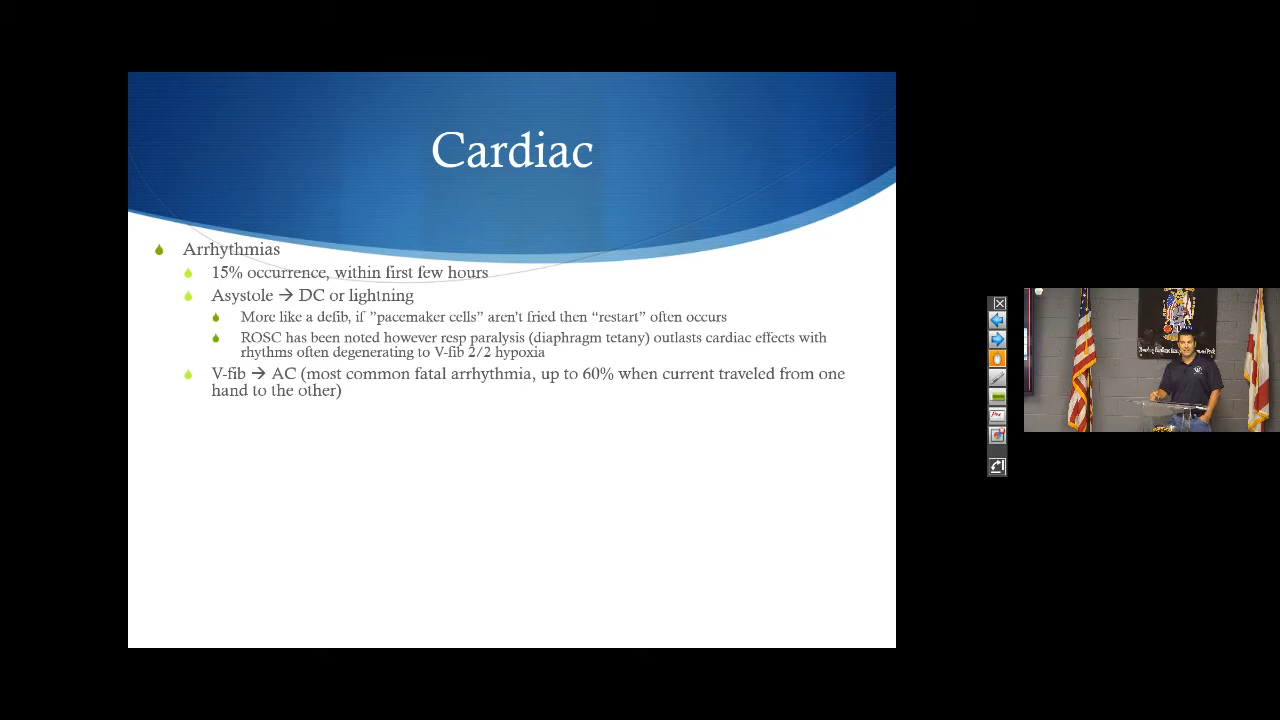 Cardiac
Arrhythmias
15% occurrence, within first few hours
Asystole → DC or lightning
More like a defib, if ”pacemaker cells” aren’t fried then “restart” often occurs
ROSC has been noted however resp paralysis (diaphragm tetany) outlasts cardiac effects with
rhythms often degenerating to V-fib 2/2 hypoxia
V-fib → AC (most common fatal arrhythmia, up to 60% when current traveled from one
hand to the other)